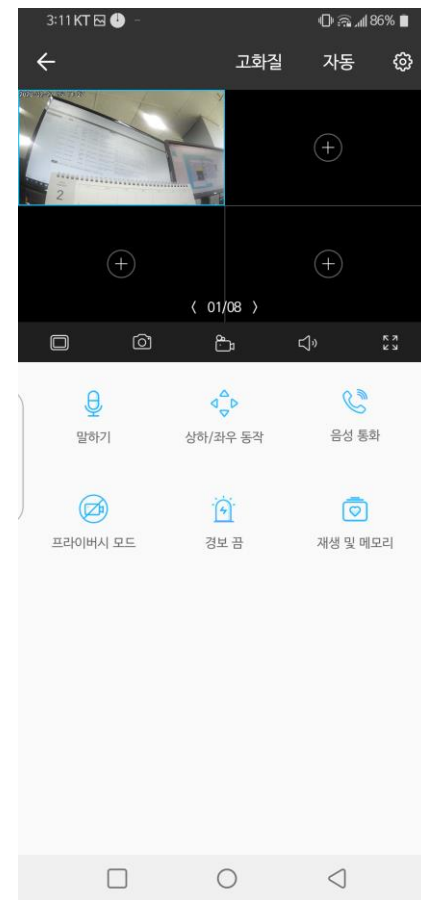 3:11 KT 86%
고화질 자동
2
〈 01/08 〉
말하기 상하/좌우 동작 음성 통화
프라이버시 모드 경보 끔 재생 및 메모리